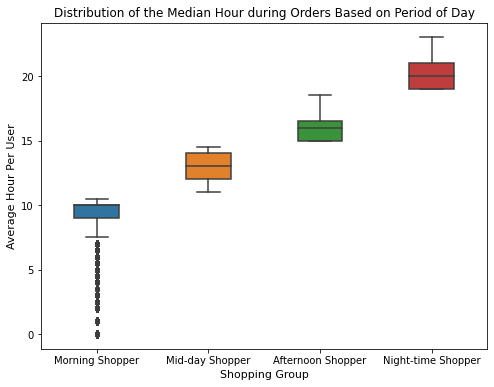 Distribution of the Median Hour during Orders Based on Period of Day
Average Hour Per User
20
15
10
5
0
Morning Shopper Mid-day Shopper Afternoon Shopper Night-time Shopper
Shopping Group